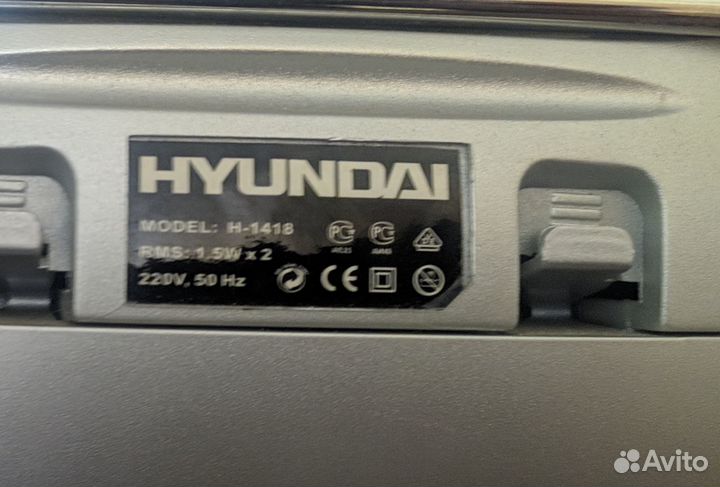 HYUNDAI
MODEL: H-1418
RMS: 1.5W x 2
220V, 50 Hz
CE
Avito